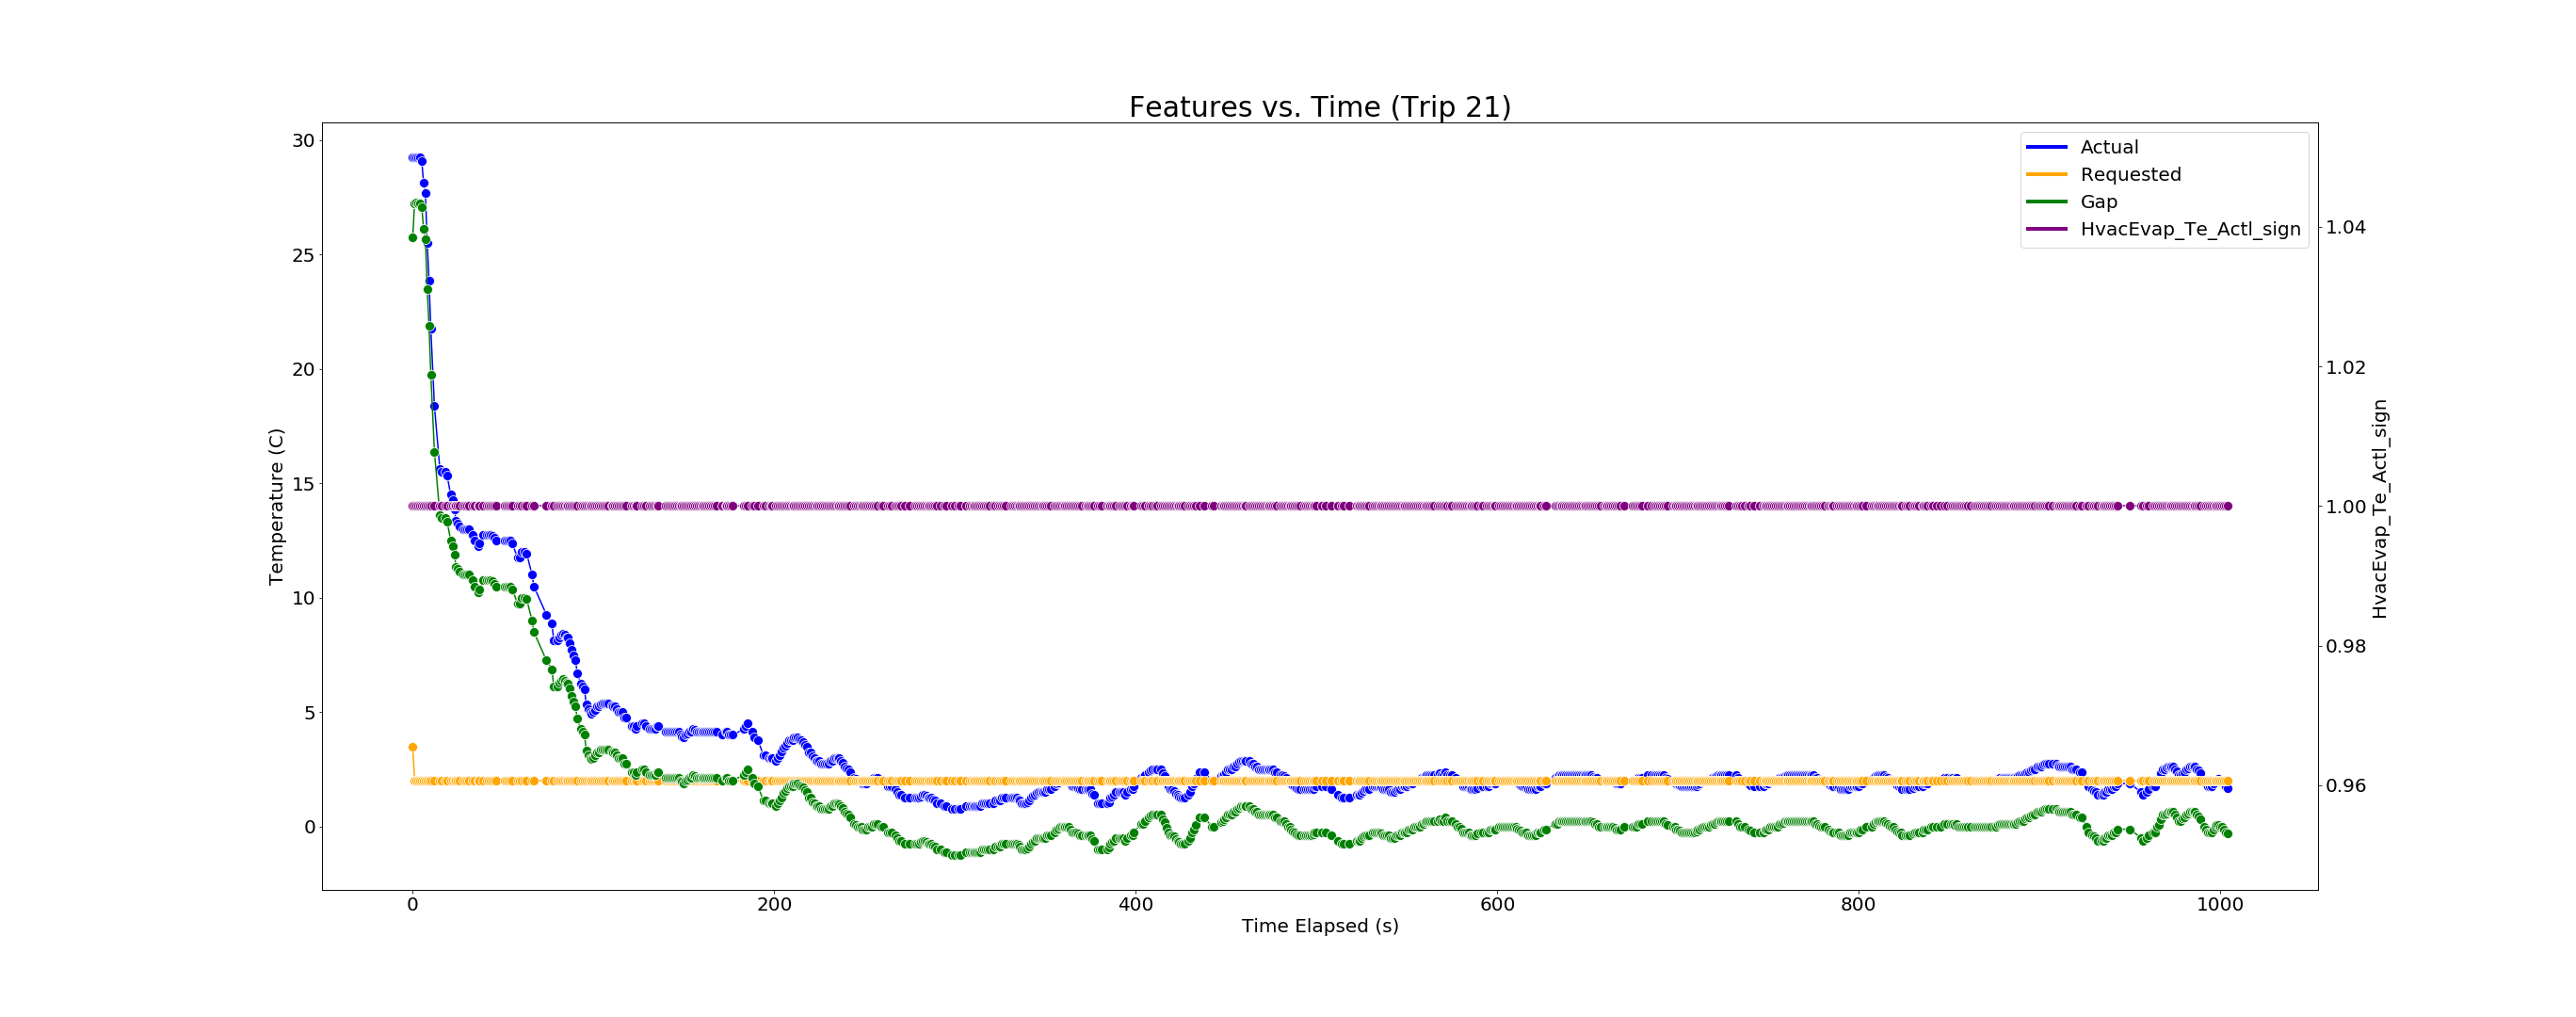 Features vs. Time (Trip 21)
30
25
20
15
10
5
0
Temperature (C)
Actual
Requested
Gap
HvacEvap_Te_Actl_sign
1.04
1.02
1.00
0.98
0.96
HvacEvap_Te_Actl_sign
0
200
400
600
800
1000
Time Elapsed (s)